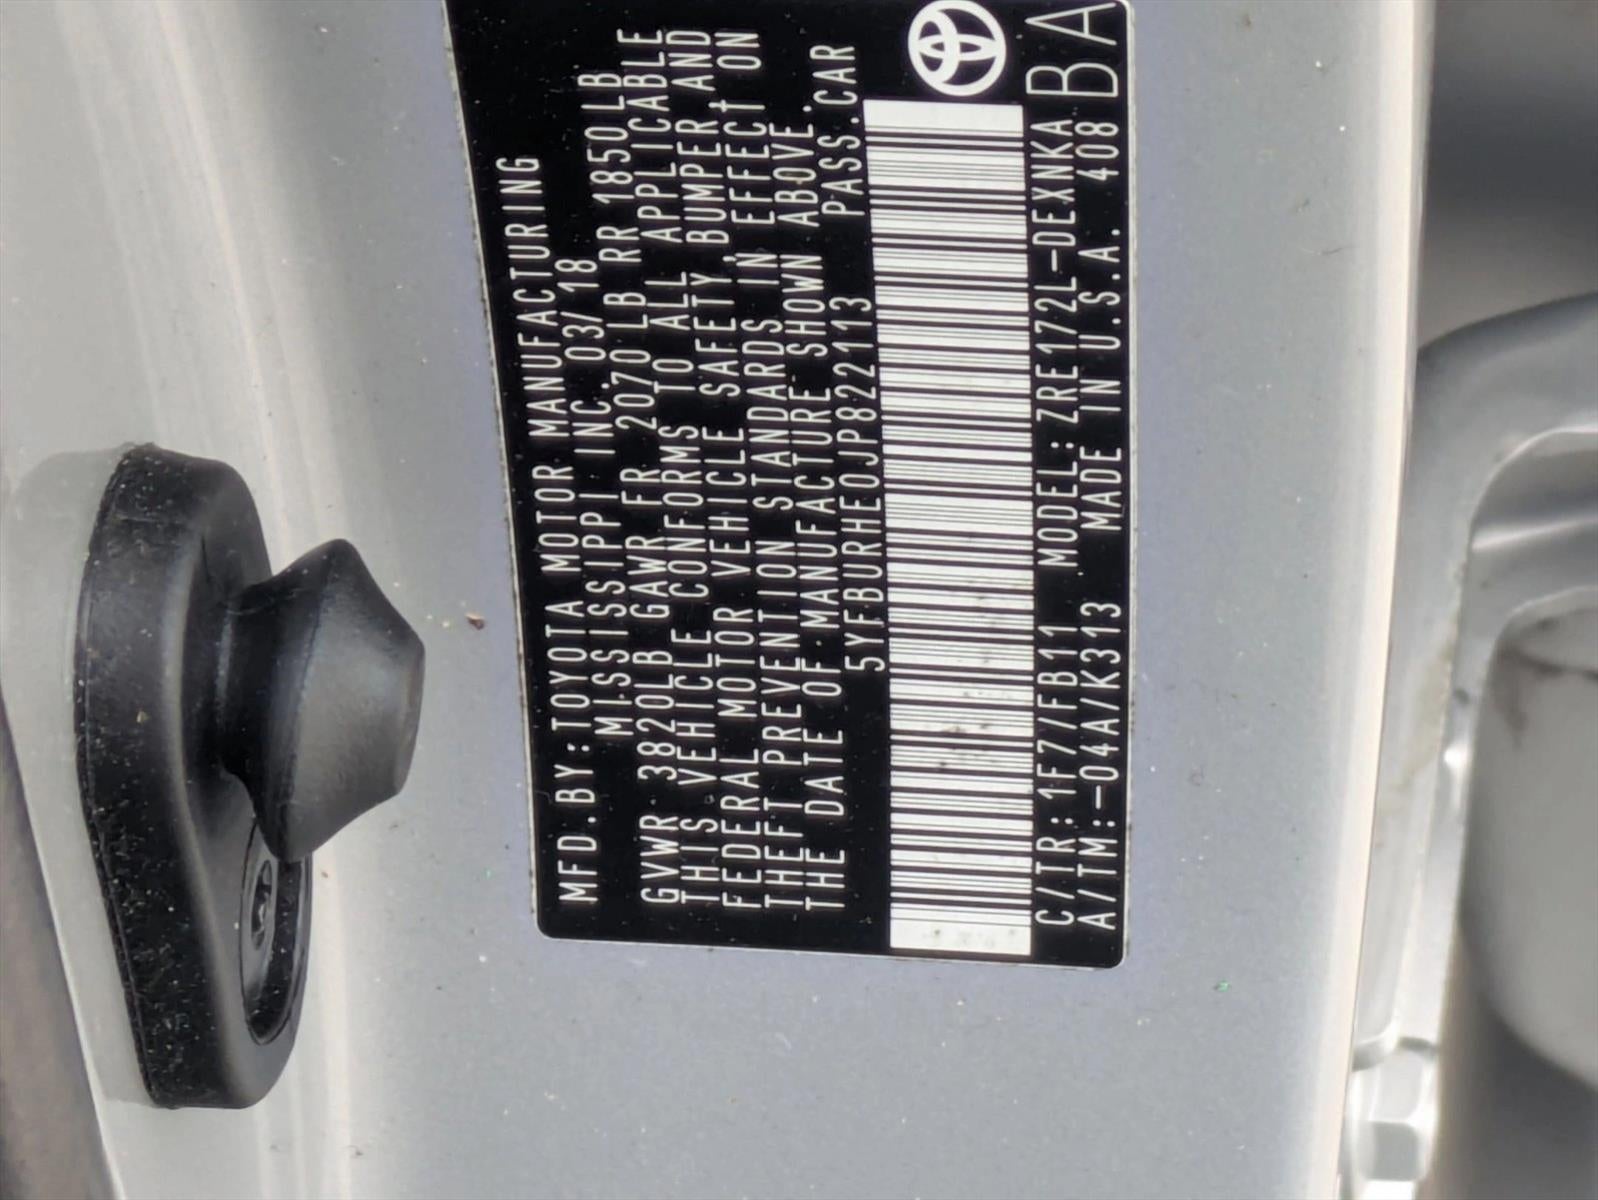 MFD.BY:TOYOTA MOTOR MANUFACTURING
MISSISSIPPI INC. 03/18
GVWR 3820LB GAWR FR 2070 LB RR 1850LB
THIS VEHICLE CONFORMS TO ALL APPLICABLE
FEDERAL MOTOR VEHICLE SAFETY, BUMPER, AND
THEFT PREVENTION STANDARDS IN EFFECT ON
THE DATE OF MANUFACTURE SHOWN ABOVE.
5YFBURHE0JP822113 PASS.CAR
C/TR:1F7/FB11 MODEL:ZRE172L-DEXNKA
A/TM:-04A/K313 MADE IN U.S.A. 408
BA